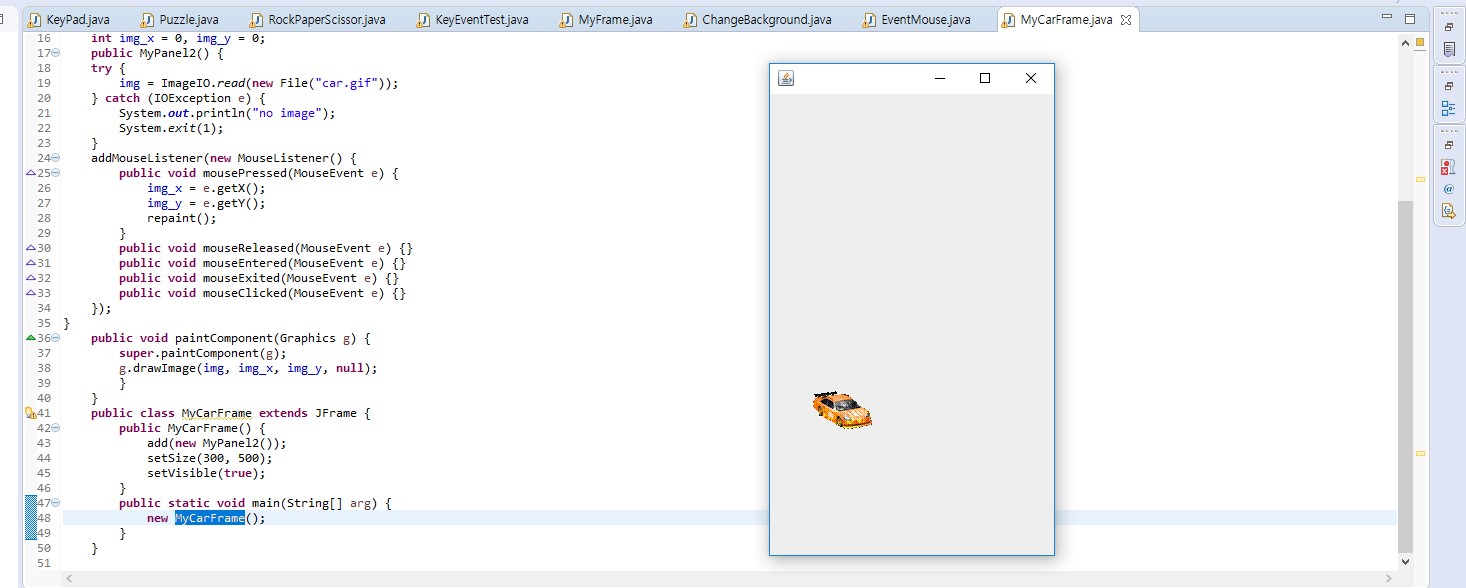 KeyPad.java Puzzle.java RockPaperScissor.java KeyEventTest.java MyFrame.java ChangeBackground.java EventMouse.java MyCarFrame.java
16 int img_x = 0, img_y = 0;
17 public MyPanel2() {
18 try {
19 img = ImageIO.read(new File("car.gif"));
20 } catch (IOException e) {
21 System.out.println("no image");
22 System.exit(1);
23 }
24 addMouseListener(new MouseListener() {
25 public void mousePressed(MouseEvent e) {
26 img_x = e.getX();
27 img_y = e.getY();
28 repaint();
29 }
30 public void mouseReleased(MouseEvent e) {}
31 public void mouseEntered(MouseEvent e) {}
32 public void mouseExited(MouseEvent e) {}
33 public void mouseClicked(MouseEvent e) {}
34 });
35 }
36 public void paintComponent(Graphics g) {
37 super.paintComponent(g);
38 g.drawImage(img, img_x, img_y, null);
39 }
40 }
41 public class MyCarFrame extends JFrame {
42 public MyCarFrame() {
43 add(new MyPanel2());
44 setSize(300, 500);
45 setVisible(true);
46 }
47 public static void main(String[] arg) {
48 new MyCarFrame();
49 }
50 }
51